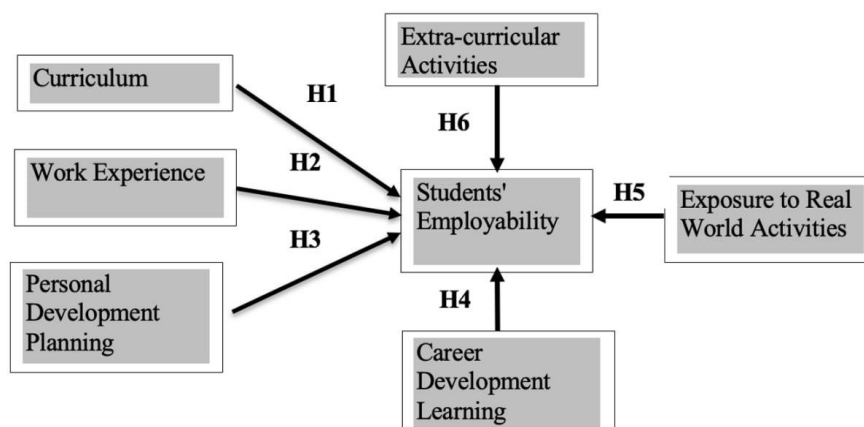 Extra-curricular
Activities
Curriculum
H1
H6
H2
Work Experience
Students'
Employability
H5
Exposure to Real
World Activities
H3
Personal
Development
Planning
H4
Career
Development
Learning